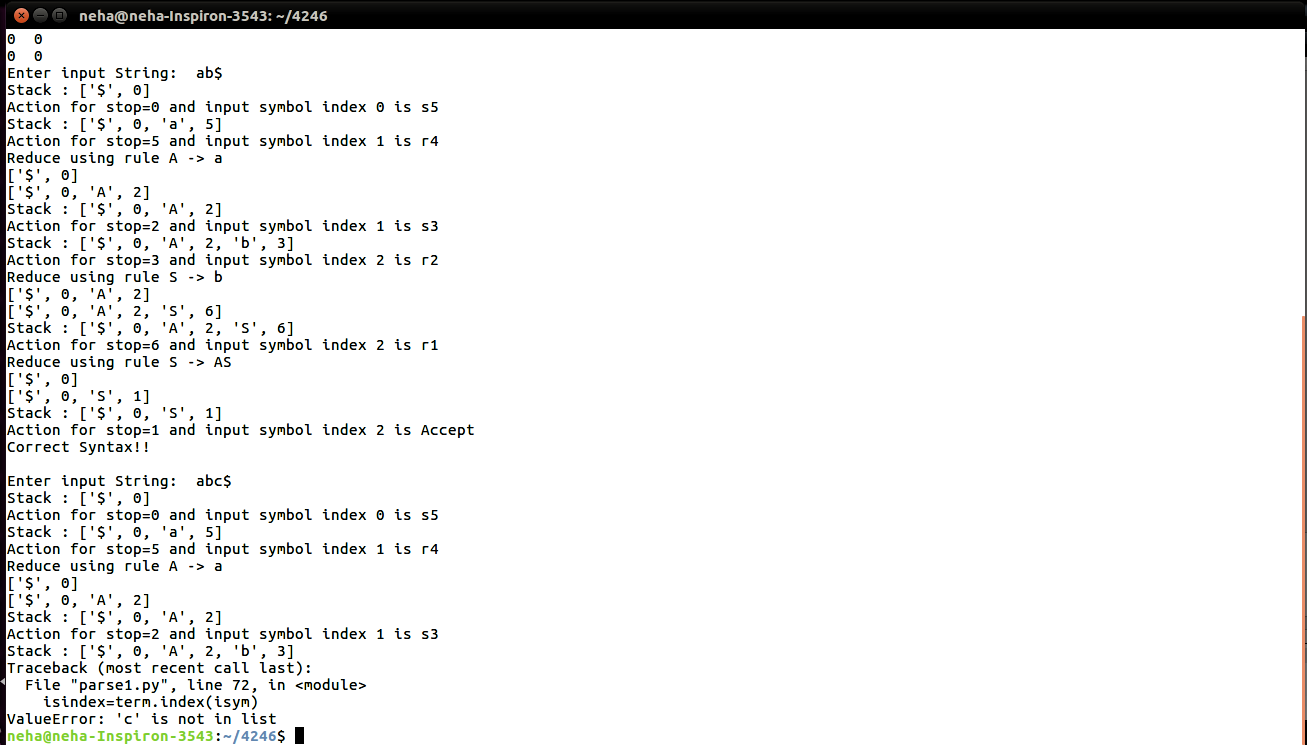 neha@neha-Inspiron-3543: ~/4246
0  0
0  0
Enter input String:  ab$
Stack : ['$', 0]
Action for stop=0 and input symbol index 0 is s5
Stack : ['$', 0, 'a', 5]
Action for stop=5 and input symbol index 1 is r4
Reduce using rule A -> a
['$', 0]
['$', 0, 'A', 2]
Stack : ['$', 0, 'A', 2]
Action for stop=2 and input symbol index 1 is s3
Stack : ['$', 0, 'A', 2, 'b', 3]
Action for stop=3 and input symbol index 2 is r2
Reduce using rule S -> b
['$', 0, 'A', 2]
['$', 0, 'A', 2, 'S', 6]
Stack : ['$', 0, 'A', 2, 'S', 6]
Action for stop=6 and input symbol index 2 is r1
Reduce using rule S -> AS
['$', 0]
['$', 0, 'S', 1]
Stack : ['$', 0, 'S', 1]
Action for stop=1 and input symbol index 2 is Accept
Correct Syntax!!
Enter input String:  abc$
Stack : ['$', 0]
Action for stop=0 and input symbol index 0 is s5
Stack : ['$', 0, 'a', 5]
Action for stop=5 and input symbol index 1 is r4
Reduce using rule A -> a
['$', 0]
['$', 0, 'A', 2]
Stack : ['$', 0, 'A', 2]
Action for stop=2 and input symbol index 1 is s3
Stack : ['$', 0, 'A', 2, 'b', 3]
Traceback (most recent call last):
  File "parse1.py", line 72, in <module>
    isindex=term.index(isym)
ValueError: 'c' is not in list
neha@neha-Inspiron-3543:~/4246$